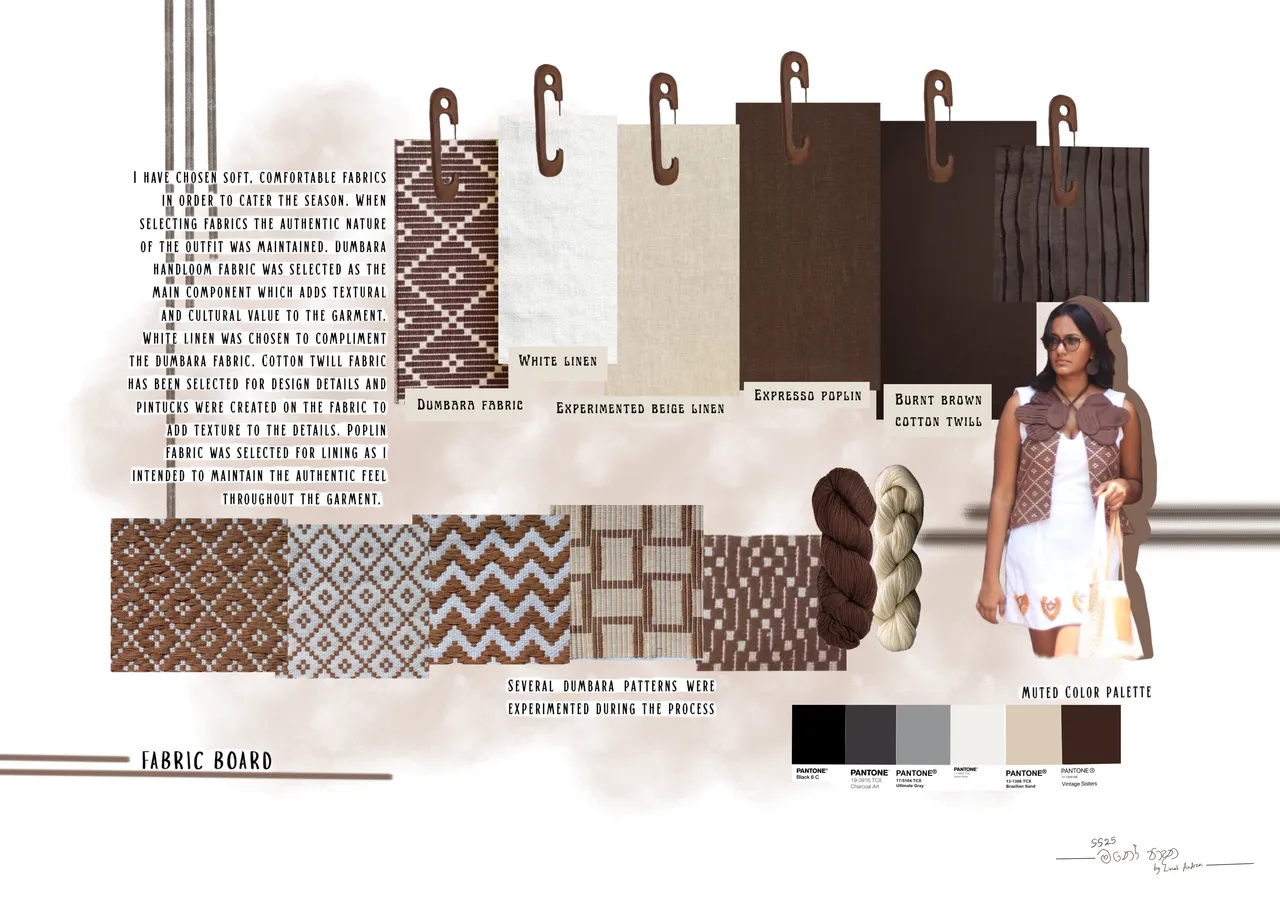 I HAVE CHOSEN SOFT, COMFORTABLE FABRICS
IN ORDER TO CATER THE SEASON. WHEN
SELECTING FABRICS THE AUTHENTIC NATURE
OF THE OUTFIT WAS MAINTAINED. DUMBARA
HANDLOOM FABRIC WAS SELECTED AS THE
MAIN COMPONENT WHICH ADDS TEXTURAL
AND CULTURAL VALUE TO THE GARMENT.
WHITE LINEN WAS CHOSEN TO COMPLIMENT
THE DUMBARA FABRIC. COTTON TWILL FABRIC
HAS BEEN SELECTED FOR DESIGN DETAILS AND
PINTUCKS WERE CREATED ON THE FABRIC TO
ADD TEXTURE TO THE DETAILS. POPLIN
FABRIC WAS SELECTED FOR LINING AS I
INTENDED TO MAINTAIN THE AUTHENTIC FEEL
THROUGHOUT THE GARMENT.
DUMBARA FABRIC
WHITE LINEN
EXPERIMENTED BEIGE LINEN
EXPRESSO POPLIN
BURNT BROWN
COTTON TWILL
SEVERAL DUMBARA PATTERNS WERE
EXPERIMENTED DURING THE PROCESS
FABRIC BOARD
MUTED COLOR PALETTE
PANTONE®
Black 6 C
PANTONE
19-3916 TCX
Charcoal Art
PANTONE®
17-5104 TCX
Ultimate Gray
PANTONE®
PANTONE®
13-1308 TCX
Brazilian Sand
PANTONE®
Vintage Sisters
SS25
by